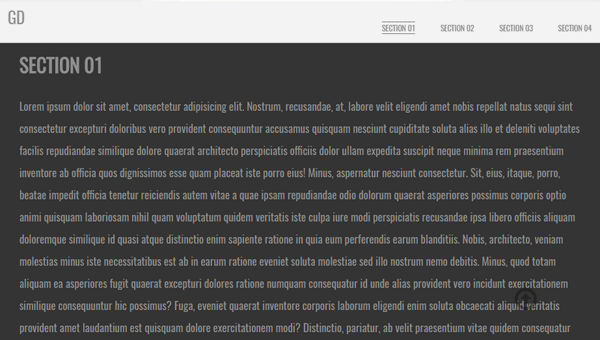 GD
SECTION 01 SECTION 02 SECTION 03 SECTION 04
SECTION 01
Lorem ipsum dolor sit amet, consectetur adipisicing elit. Nostrum, recusandae, at, labore velit eligendi amet nobis repellat natus sequi sint
consectetur excepturi doloribus vero provident consequuntur accusamus quisquam nesciunt cupiditate soluta alias illo et deleniti voluptates
facilis repudiandae similique dolore quaerat architecto perspiciatis officiis dolor ullam expedita suscipit neque minima rem praesentium
inventore ab officia quos dignissimos esse quam placeat iste porro eius! Minus, aspernatur nesciunt consectetur. Sit, eius, itaque, porro,
beatae impedit officia tenetur reiciendis autem vitae a quae ipsam repudiandae odio dolorum quaerat asperiores possimus corporis optio
animi quisquam laboriosam nihil quam voluptatum quidem veritatis iste culpa iure modi perspiciatis recusandae ipsa libero officiis aliquam
doloremque similique id quasi atque distinctio enim sapiente ratione in quia eum perferendis earum blanditiis. Nobis, architecto, veniam
molestias minus iste necessitatibus est ab in earum ratione eveniet soluta molestiae sed illo nostrum nemo debitis. Minus, quod totam
aliquam ea asperiores fugit quaerat excepturi dolores ratione numquam consequatur id unde alias provident vero incidunt exercitationem
similique consequuntur hic possimus? Fuga, eveniet quaerat inventore corporis laborum eligendi enim soluta obcaecati aliquid veritatis
provident amet laudantium est quisquam dolore exercitationem modi? Distinctio, pariatur, ab velit praesentium vitae quidem consequatur